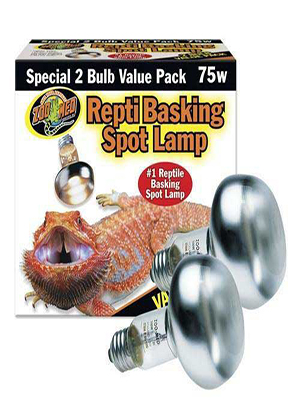 Special 2 Bulb Value Pack 75w
ZOO MED
Repti Basking
Spot Lamp
#1 Reptile
Basking
Spot Lamp
VA